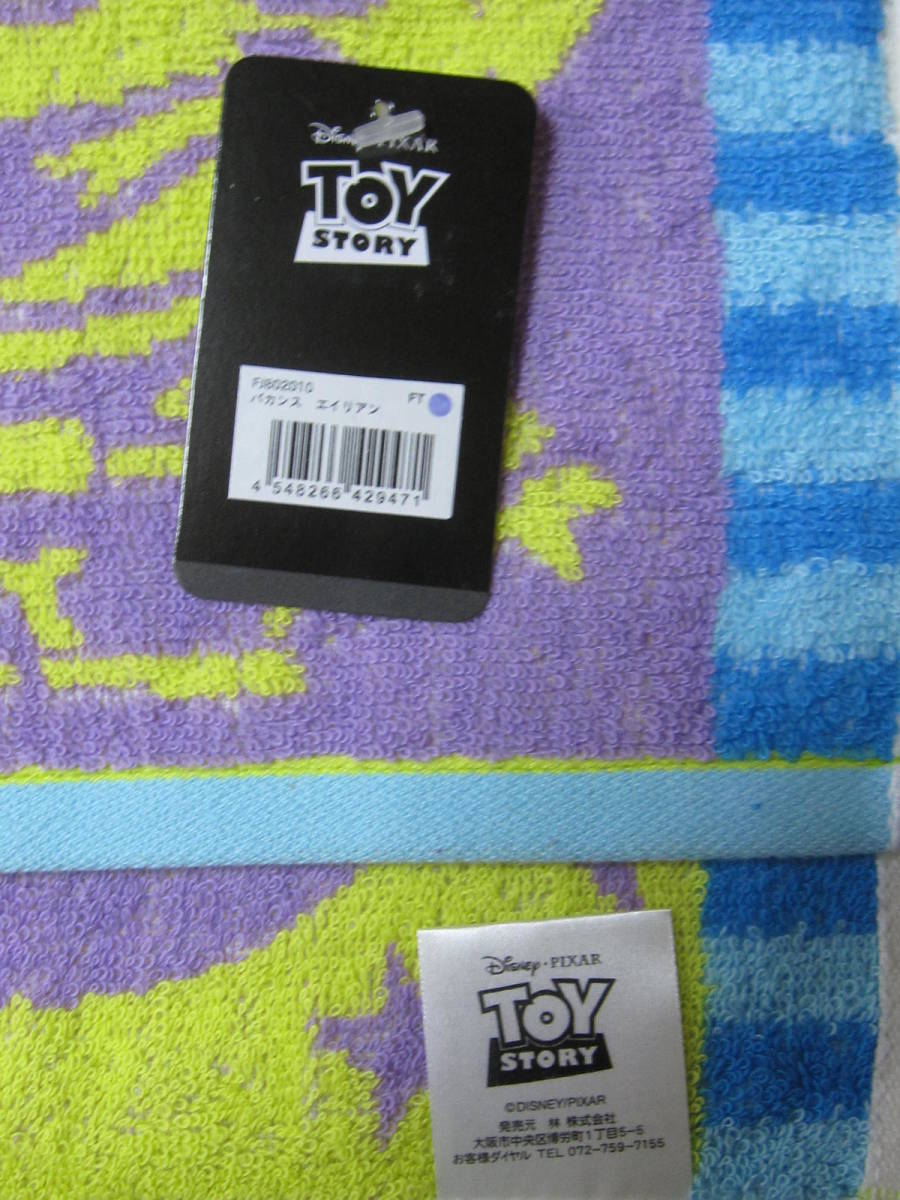 Disney · PIXAR
TOY
STORY
FJ802010
バカンス エイリアン FT
4 548266 429471
Disney · PIXAR
TOY
STORY
©DISNEY/PIXAR
発売元 林 株式会社
大阪市中央区博労町1丁目5-5
お客様ダイヤル TEL 072-759-7155